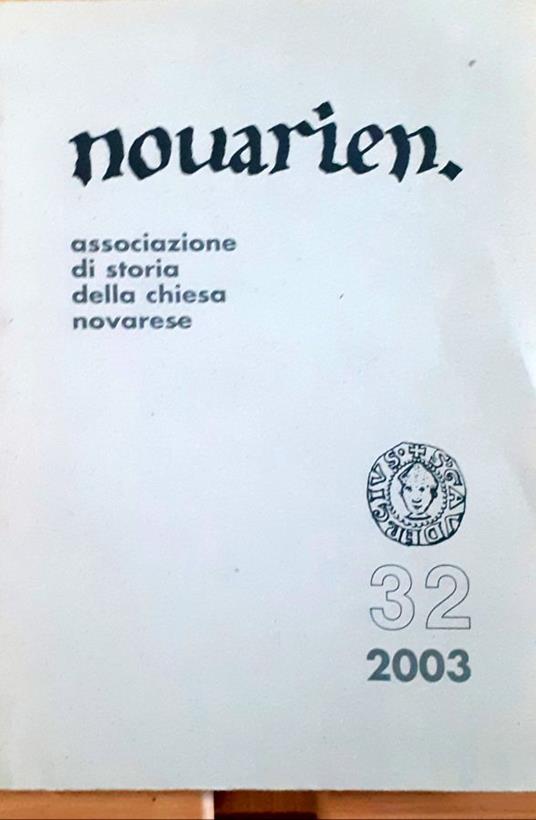 nouarien.
associazione
di storia
della chiesa
novarese
+ S·GAVDENCIVS·
32
2003